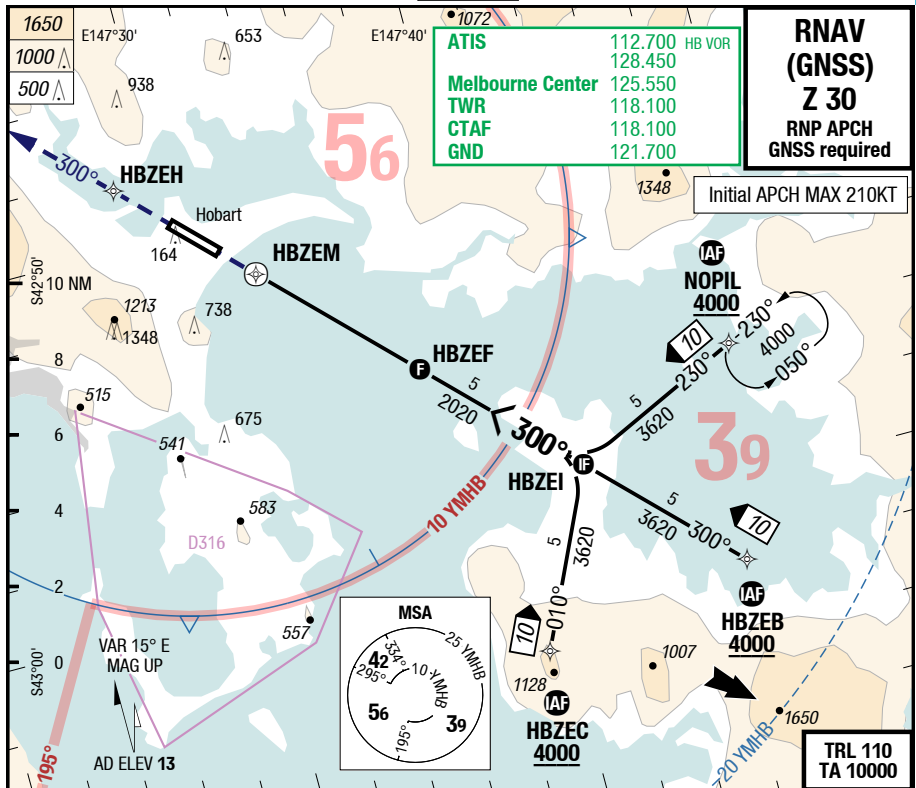 1650
1000
500
E147°30'
653
938
E147°40'
1072
ATIS 112.700 HB VOR
128.450
Melbourne Center 125.550
TWR 118.100
CTAF 118.100
GND 121.700
RNAV
(GNSS)
Z 30
RNP APCH
GNSS required
Initial APCH MAX 210KT
56
1348
300°
HBZEH
Hobart
164
HBZEM
S42°50'
10 NM
1213
1348
738
IAF
NOPIL
4000
10
230°
230°
4000
050°
8
HBZEF
F
5
2020
5
3620
515
675
541
6
300°
HBZEI
IF
39
5
3620
300°
10
10 YMHB
583
D316
4
5
3620
010°
10
IAF
HBZEB
4000
2
557
VAR 15° E
MAG UP
S43°00'
0
MSA
25 YMHB
334°
42
295°
10 YMHB
56
39
195°
1128
IAF
HBZEC
4000
1007
1650
20 YMHB
195°
AD ELEV 13
TRL 110
TA 10000